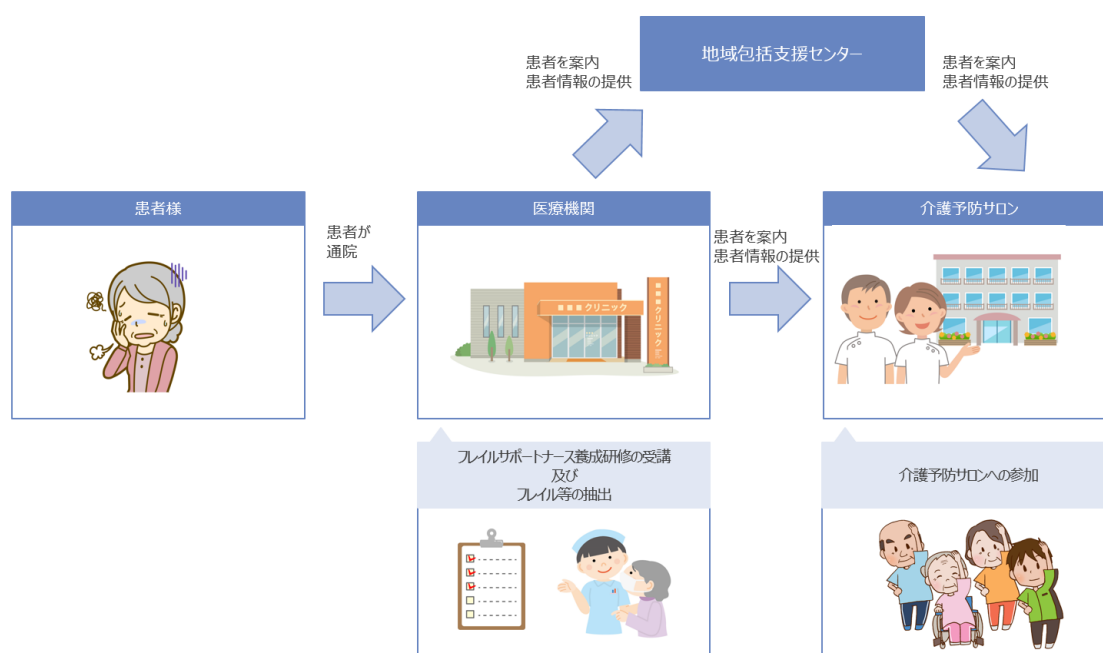 地域包括支援センター
患者を案内
患者情報の提供
患者を案内
患者情報の提供
患者様
患者が
通院
医療機関
クリニック
クリニック
患者を案内
患者情報の提供
介護予防サロン
フレイルサポートナース養成研修の受講
及び
フレイル等の抽出
介護予防サロンへの参加